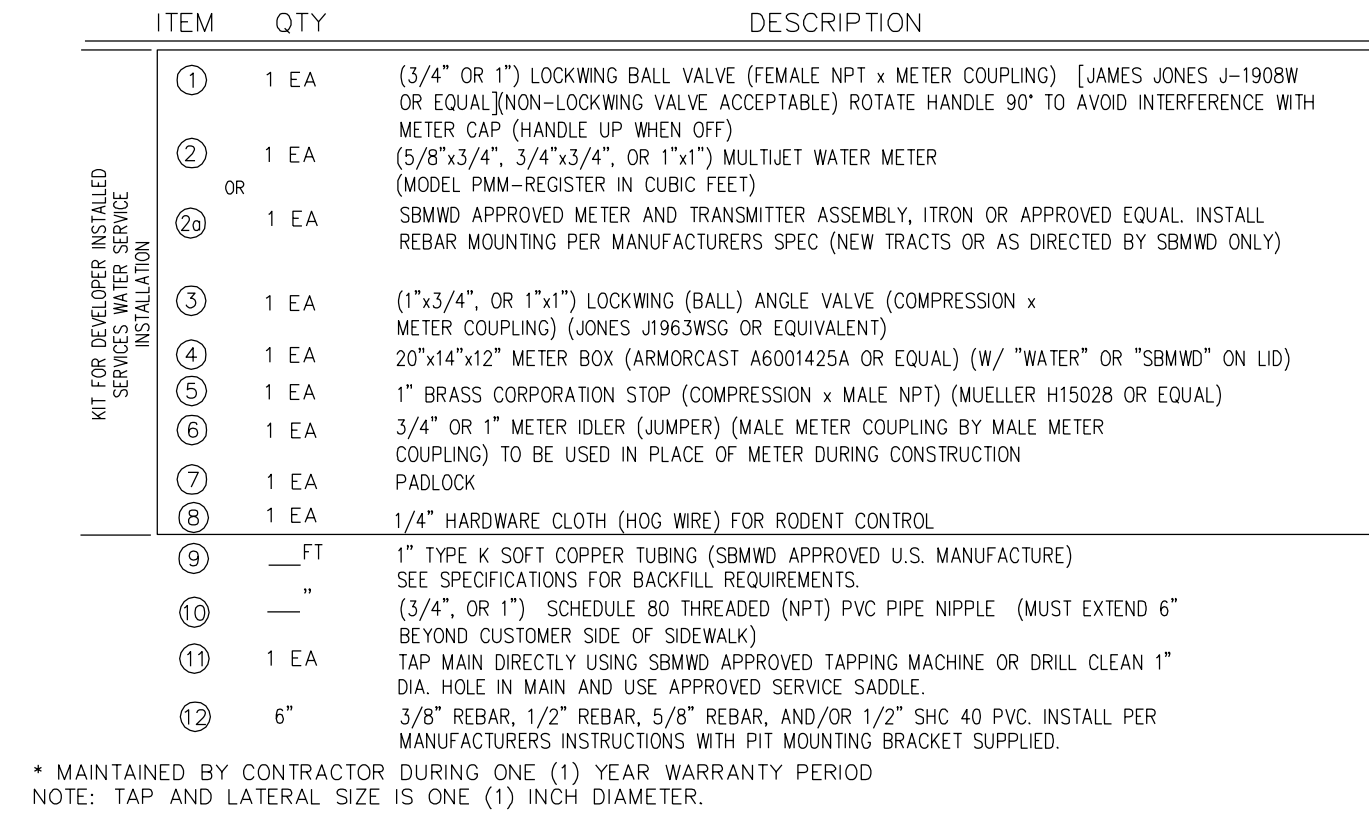 ITEM QTY DESCRIPTION
KIT FOR DEVELOPER INSTALLED
SERVICES WATER SERVICE
INSTALLATION
1 1 EA (3/4" OR 1") LOCKWING BALL VALVE (FEMALE NPT x METER COUPLING) [JAMES JONES J-1908W
OR EQUAL](NON-LOCKWING VALVE ACCEPTABLE) ROTATE HANDLE 90° TO AVOID INTERFERENCE WITH
METER CAP (HANDLE UP WHEN OFF)
2 1 EA (5/8"x3/4", 3/4"x3/4", OR 1"x1") MULTIJET WATER METER
OR (MODEL PMM-REGISTER IN CUBIC FEET)
2a 1 EA SBMWD APPROVED METER AND TRANSMITTER ASSEMBLY, ITRON OR APPROVED EQUAL. INSTALL
REBAR MOUNTING PER MANUFACTURERS SPEC (NEW TRACTS OR AS DIRECTED BY SBMWD ONLY)
3 1 EA (1"x3/4", OR 1"x1") LOCKWING (BALL) ANGLE VALVE (COMPRESSION x
METER COUPLING) (JONES J1963WSG OR EQUIVALENT)
4 1 EA 20"x14"x12" METER BOX (ARMORCAST A6001425A OR EQUAL) (W/ "WATER" OR "SBMWD" ON LID)
5 1 EA 1" BRASS CORPORATION STOP (COMPRESSION x MALE NPT) (MUELLER H15028 OR EQUAL)
6 1 EA 3/4" OR 1" METER IDLER (JUMPER) (MALE METER COUPLING BY MALE METER
COUPLING) TO BE USED IN PLACE OF METER DURING CONSTRUCTION
7 1 EA PADLOCK
8 1 EA 1/4" HARDWARE CLOTH (HOG WIRE) FOR RODENT CONTROL
9 ___FT 1" TYPE K SOFT COPPER TUBING (SBMWD APPROVED U.S. MANUFACTURE)
SEE SPECIFICATIONS FOR BACKFILL REQUIREMENTS.
10 ___" (3/4", OR 1") SCHEDULE 80 THREADED (NPT) PVC PIPE NIPPLE (MUST EXTEND 6"
BEYOND CUSTOMER SIDE OF SIDEWALK)
11 1 EA TAP MAIN DIRECTLY USING SBMWD APPROVED TAPPING MACHINE OR DRILL CLEAN 1"
DIA. HOLE IN MAIN AND USE APPROVED SERVICE SADDLE.
12 6" 3/8" REBAR, 1/2" REBAR, 5/8" REBAR, AND/OR 1/2" SHC 40 PVC. INSTALL PER
MANUFACTURERS INSTRUCTIONS WITH PIT MOUNTING BRACKET SUPPLIED.
* MAINTAINED BY CONTRACTOR DURING ONE (1) YEAR WARRANTY PERIOD
NOTE: TAP AND LATERAL SIZE IS ONE (1) INCH DIAMETER.